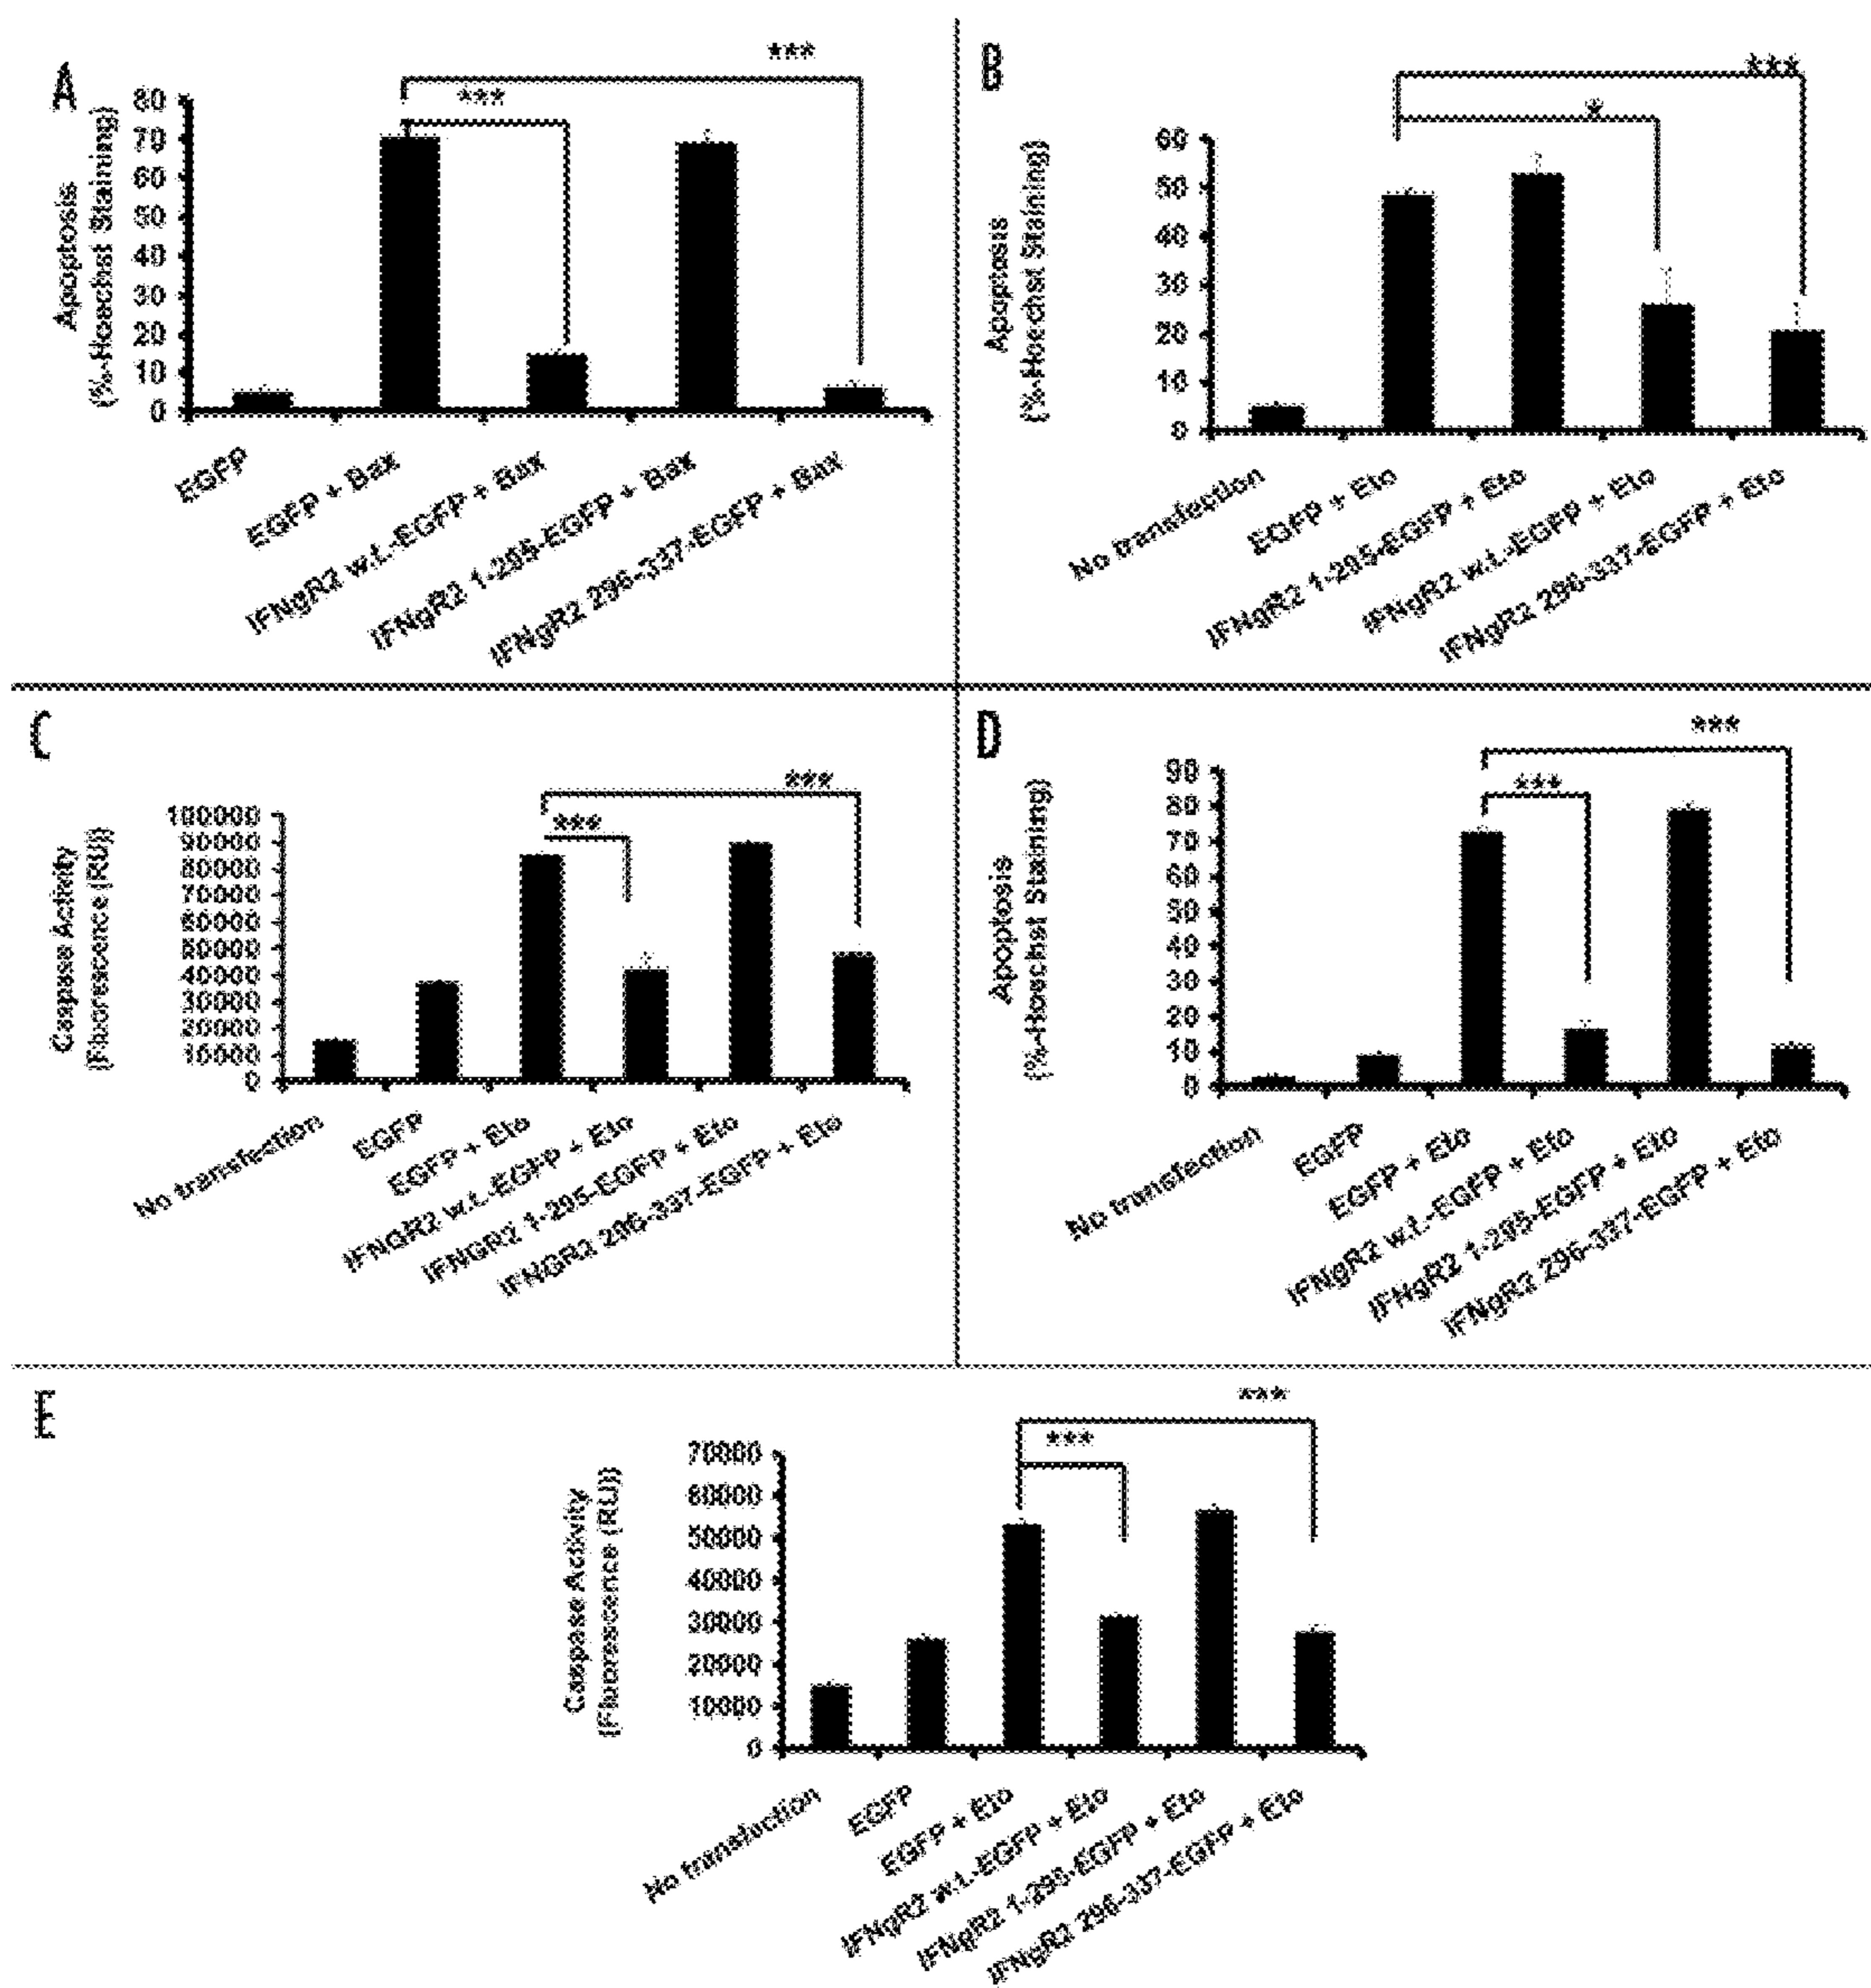 A
***
***
Apoptosis
(%-Hoechst Staining)
80
70
60
50
40
30
20
10
0
EGFP
EGFP + Bax
IFNgR2 w.t.-EGFP + Bax
IFNgR2 1-295-EGFP + Bax
IFNgR2 296-337-EGFP + Bax
B
***
*
Apoptosis
(%-Hoechst Staining)
60
50
40
30
20
10
0
No transfection
EGFP + Eto
IFNgR2 1-295-EGFP + Eto
IFNgR2 w.t.-EGFP + Eto
IFNgR2 296-337-EGFP + Eto
C
***
***
Caspase Activity
(Fluorescence (RU))
100000
90000
80000
70000
60000
50000
40000
30000
20000
10000
0
No transfection
EGFP
EGFP + Eto
IFNGR2 w.t.-EGFP + Eto
IFNGR2 1-295-EGFP + Eto
IFNGR2 296-337-EGFP + Eto
D
***
***
Apoptosis
(%-Hoechst Staining)
90
80
70
60
50
40
30
20
10
0
No transfection
EGFP
EGFP + Eto
IFNgR2 w.t.-EGFP + Eto
IFNgR2 1-295-EGFP + Eto
IFNgR2 296-337-EGFP + Eto
E
***
***
Caspase Activity
(Fluorescence (RU))
70000
60000
50000
40000
30000
20000
10000
0
No transfection
EGFP
EGFP + Eto
IFNgR2 w.t.-EGFP + Eto
IFNgR2 1-295-EGFP + Eto
IFNgR2 296-337-EGFP + Eto